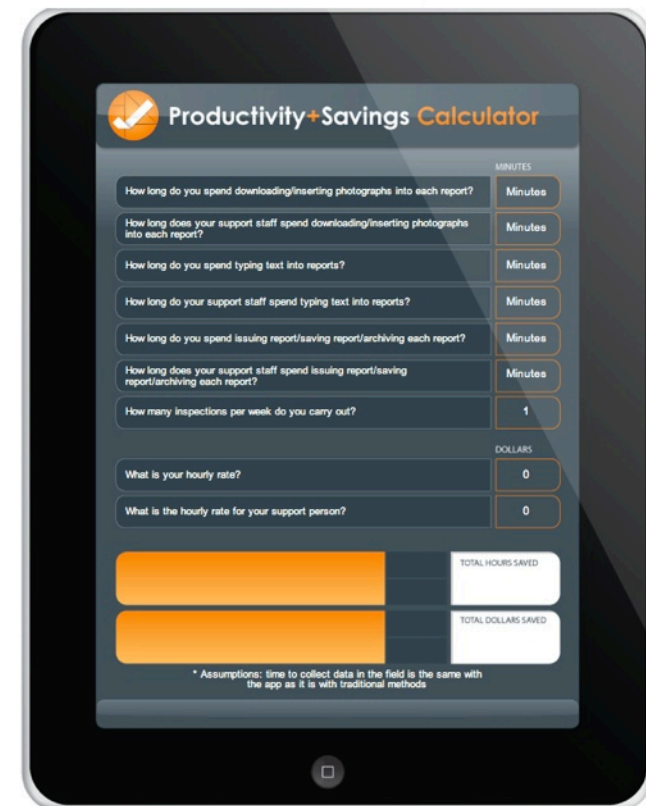 Productivity+Savings Calculator
MINUTES
How long do you spend downloading/inserting photographs into each report?
Minutes
How long does your support staff spend downloading/inserting photographs
into each report?
Minutes
How long do you spend typing text into reports?
Minutes
How long do your support staff spend typing text into reports?
Minutes
How long do you spend issuing report/saving report/archiving each report?
Minutes
How long does your support staff spend issuing report/saving
report/archiving each report?
Minutes
How many inspections per week do you carry out?
1
DOLLARS
What is your hourly rate?
0
What is the hourly rate for your support person?
0
TOTAL HOURS SAVED
TOTAL DOLLARS SAVED
* Assumptions: time to collect data in the field is the same with
the app as it is with traditional methods